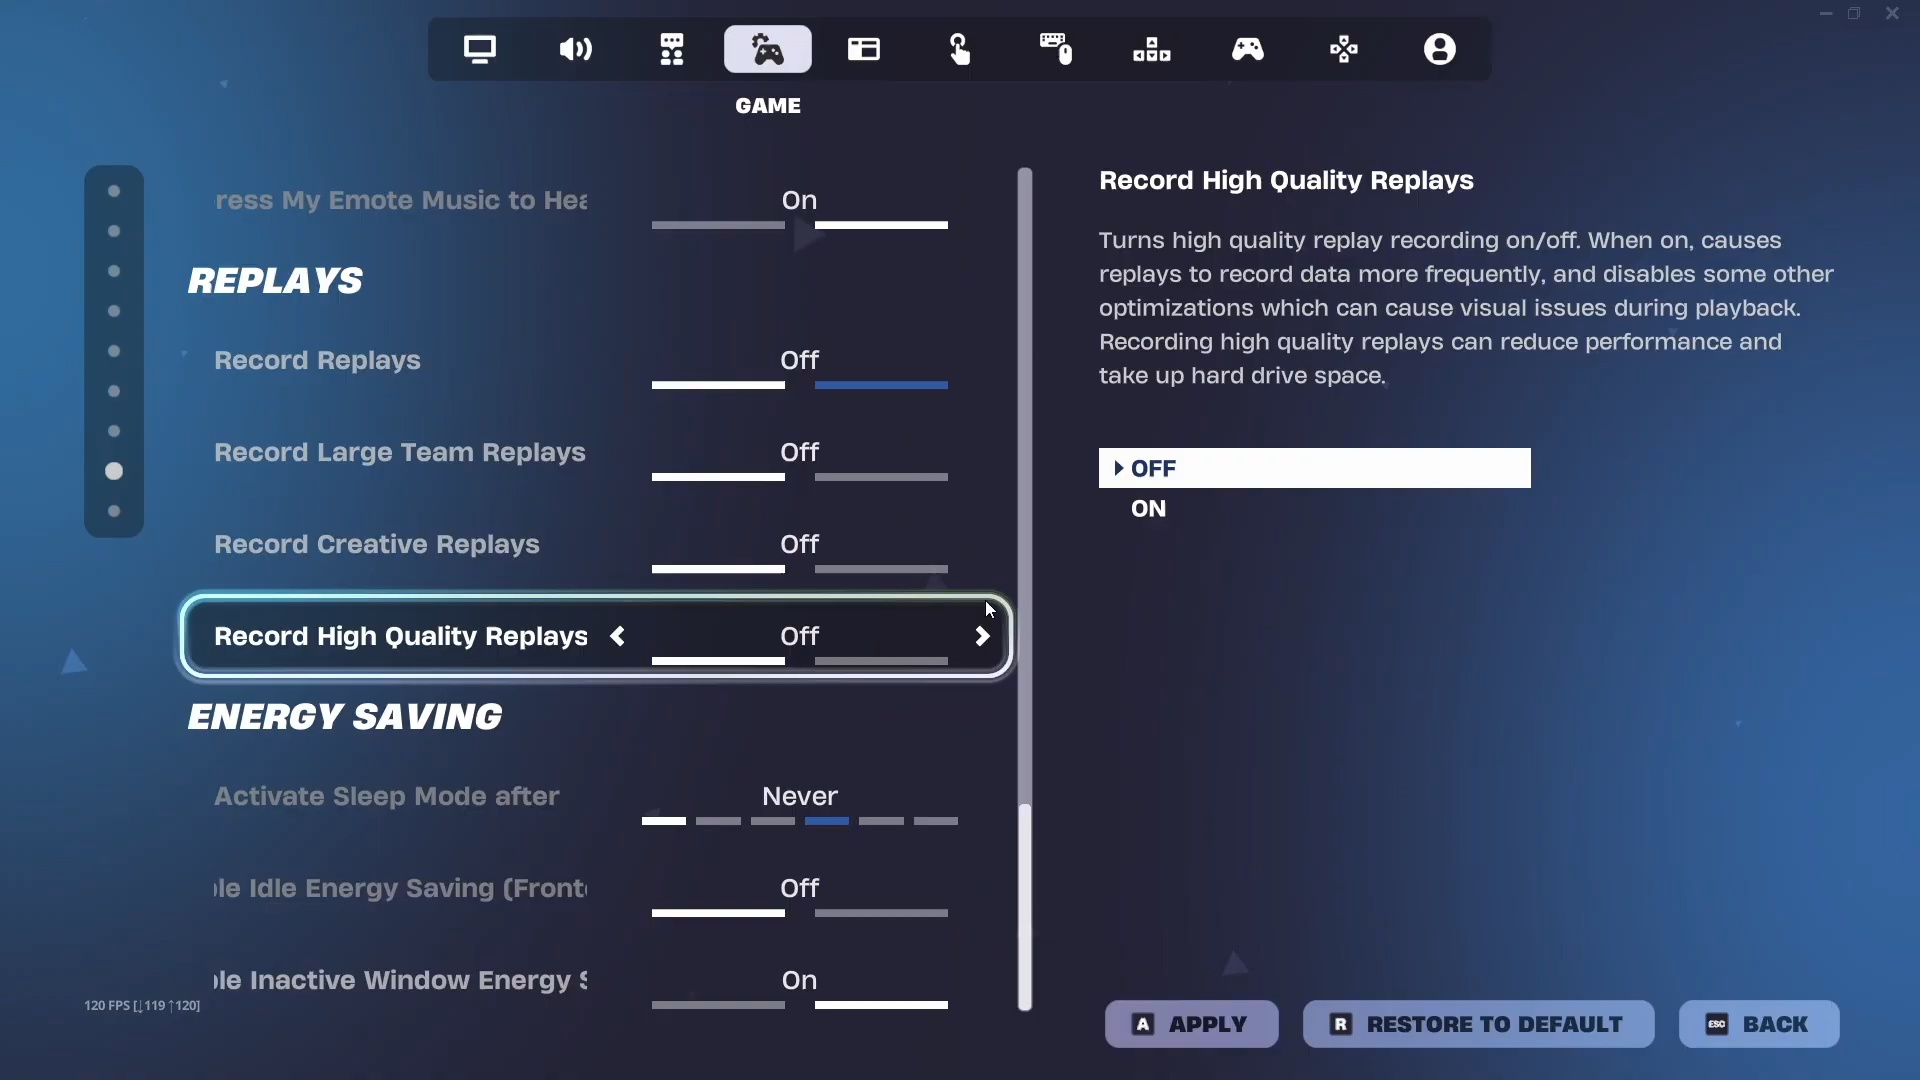 GAME
ress My Emote Music to Hea
On
REPLAYS
Record Replays
Off
Record Large Team Replays
Off
Record Creative Replays
Off
Record High Quality Replays
Off
ENERGY SAVING
Activate Sleep Mode after
Never
le Idle Energy Saving (Fronte
Off
le Inactive Window Energy S
On
120 FPS [↓119 ↑120]
Record High Quality Replays
Turns high quality replay recording on/off. When on, causes
replays to record data more frequently, and disables some other
optimizations which can cause visual issues during playback.
Recording high quality replays can reduce performance and
take up hard drive space.
OFF
ON
A APPLY
R RESTORE TO DEFAULT
ESC BACK